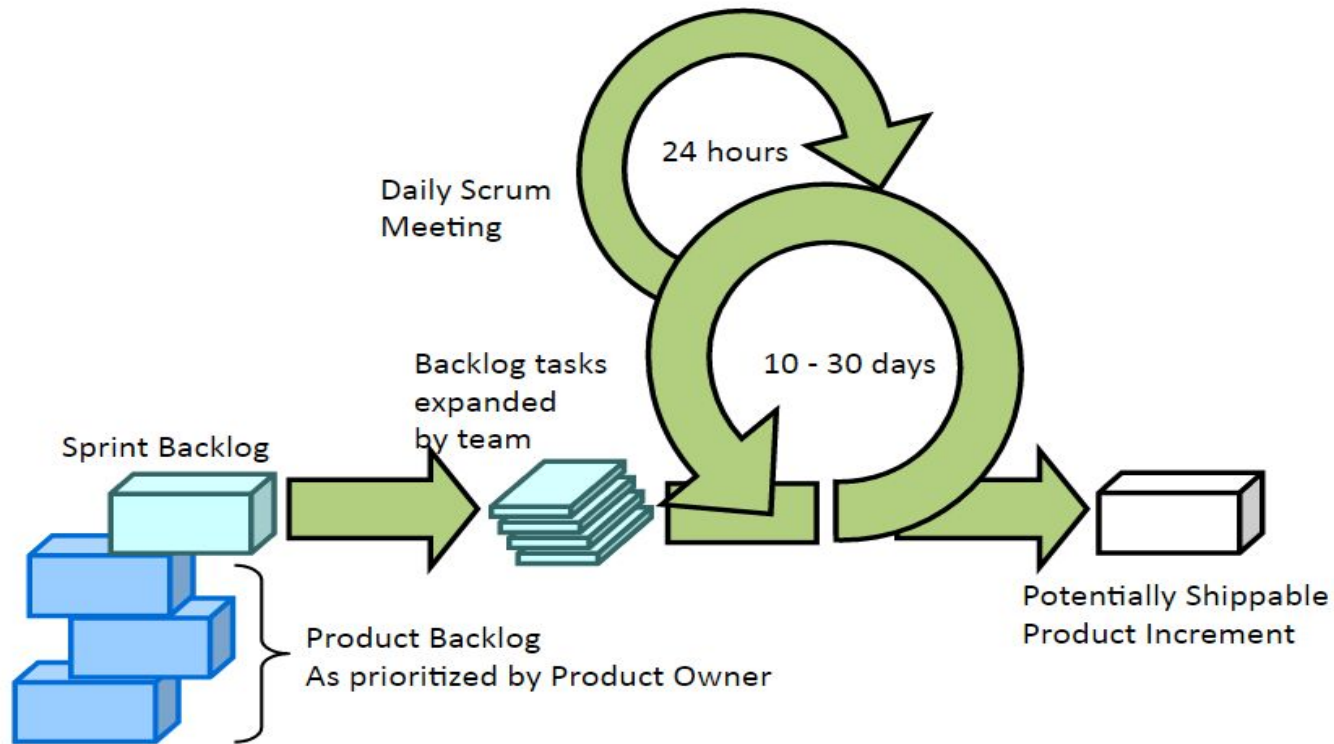 24 hours
Daily Scrum
Meeting
10 - 30 days
Backlog tasks
expanded
by team
Sprint Backlog
Potentially Shippable
Product Increment
Product Backlog
As prioritized by Product Owner